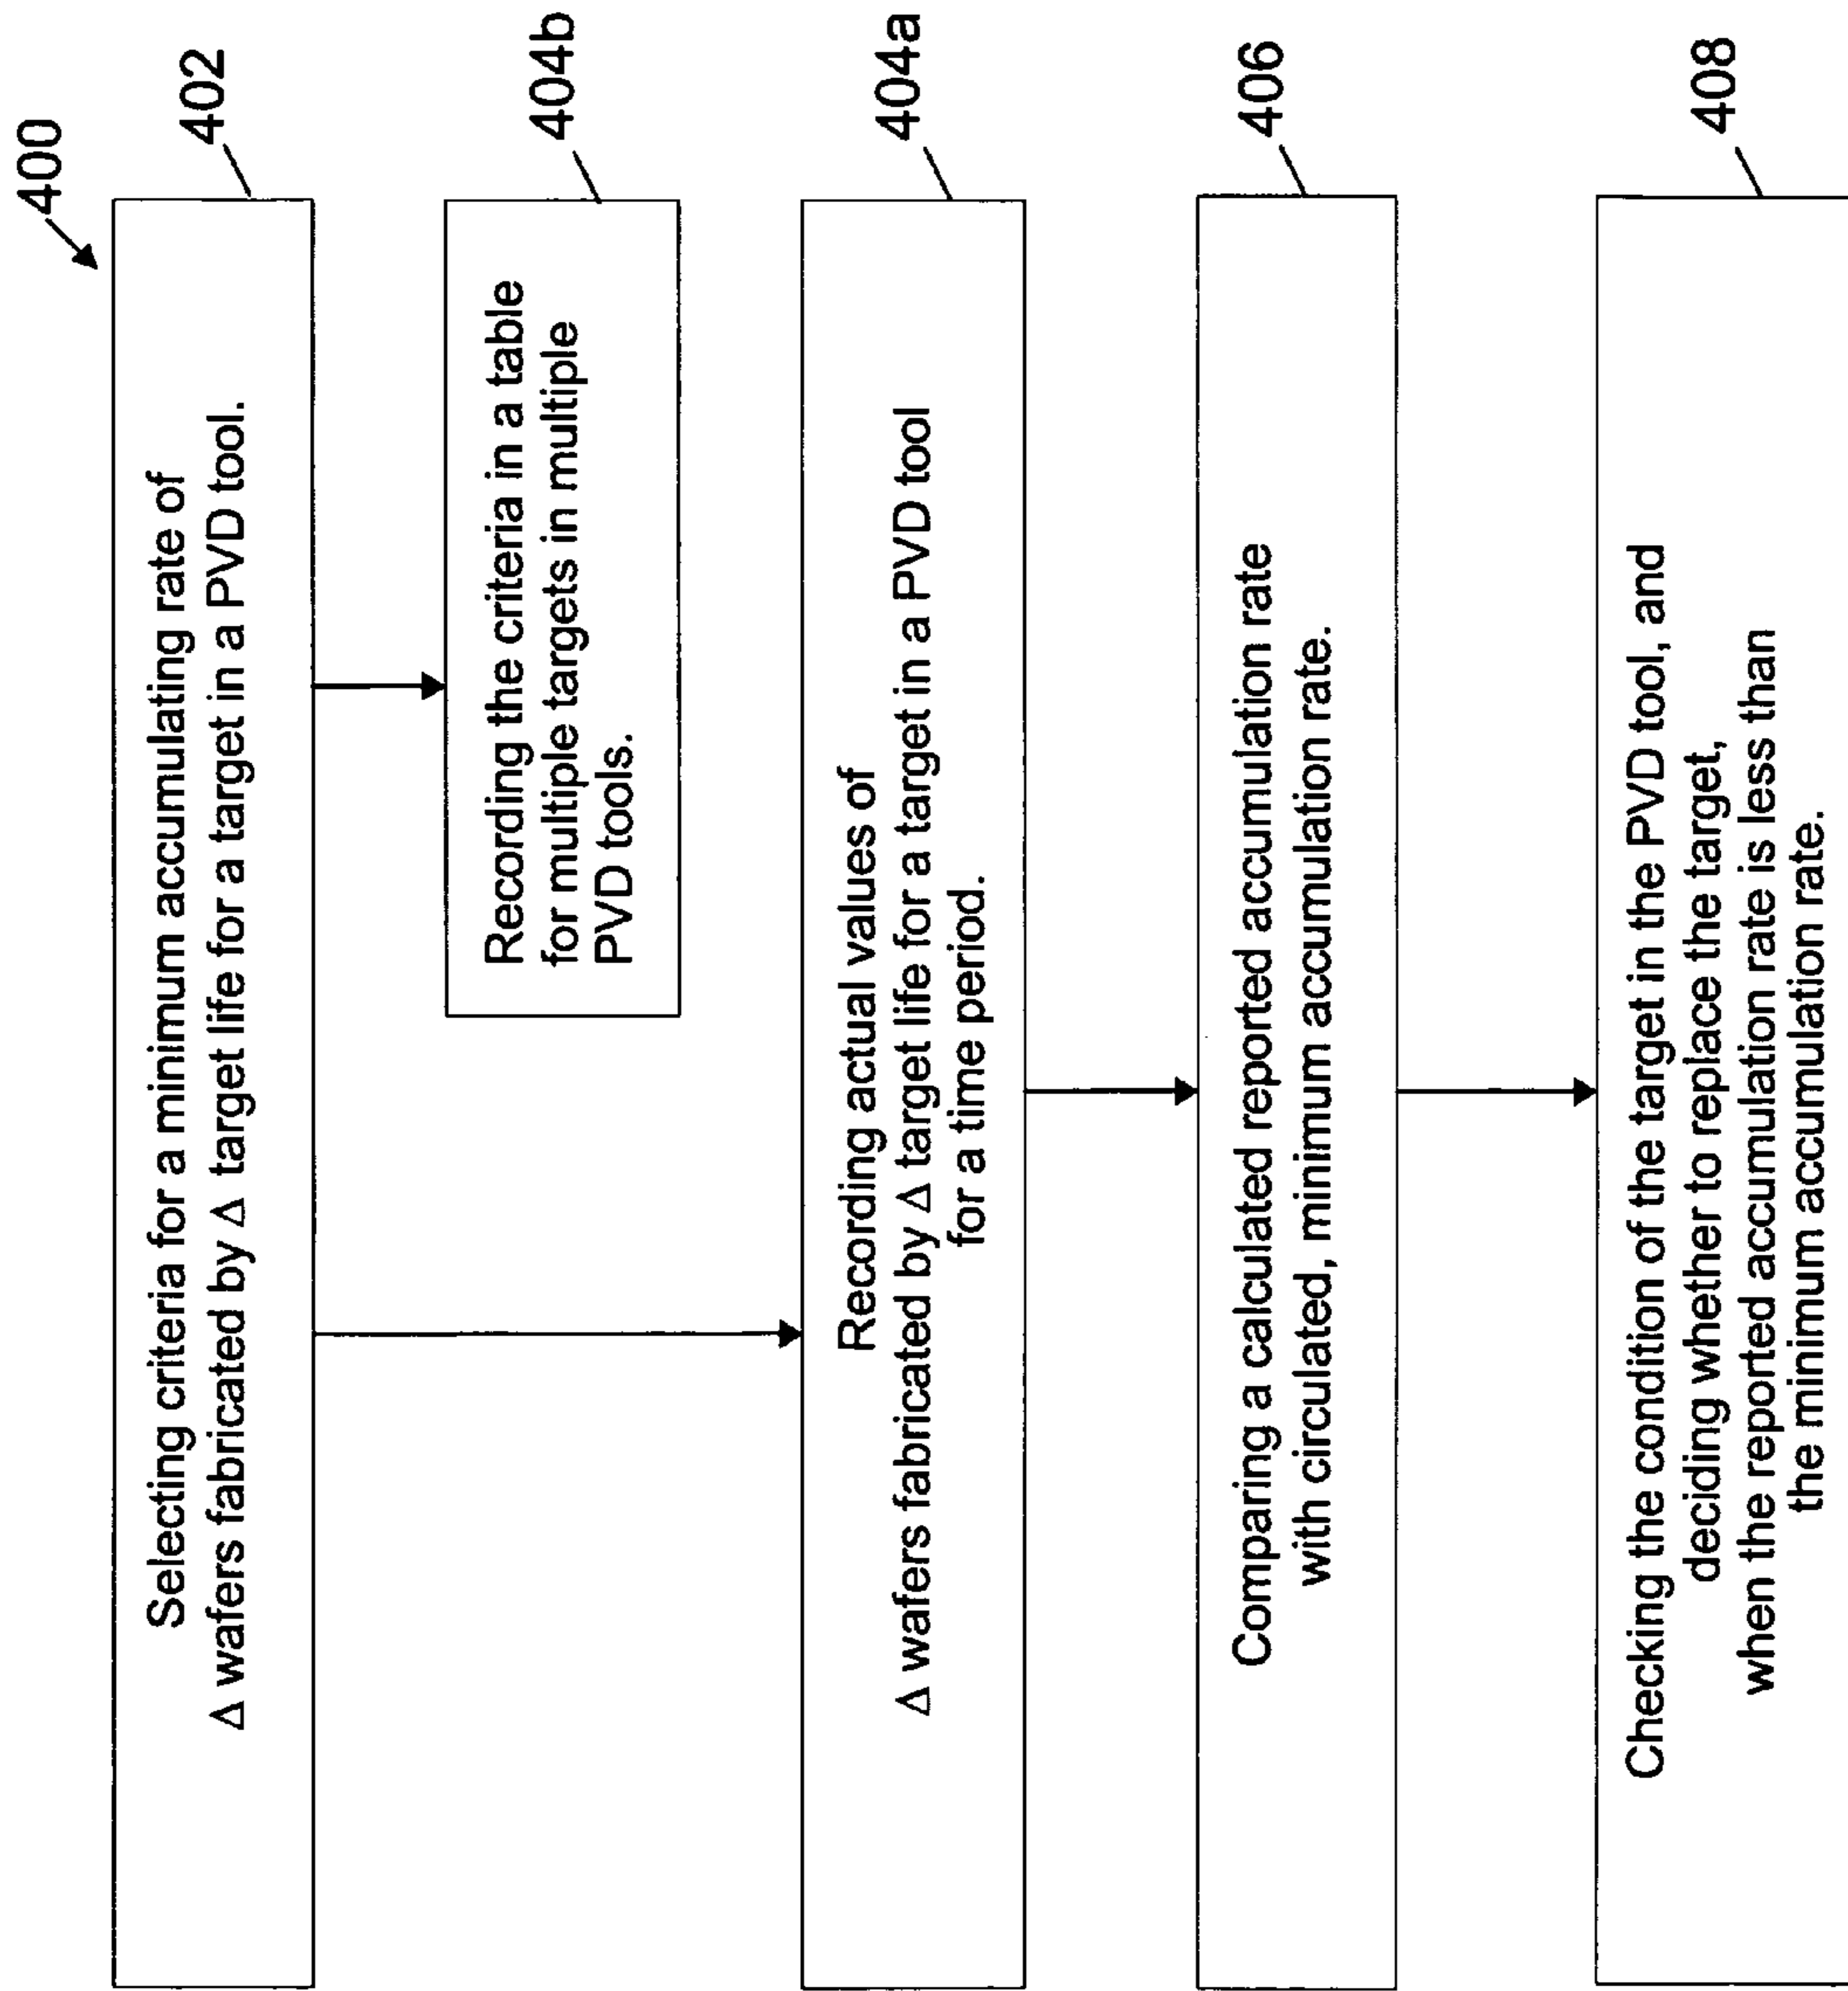 400
402
Selecting criteria for a minimum accumulating rate of
Δ wafers fabricated by Δ target life for a target in a PVD tool.
404b
Recording the criteria in a table
for multiple targets in multiple
PVD tools.
404a
Recording actual values of
Δ wafers fabricated by Δ target life for a target in a PVD tool
for a time period.
406
Comparing a calculated reported accumulation rate
with circulated, minimum accumulation rate.
408
Checking the condition of the target in the PVD tool, and
deciding whether to replace the target,
when the reported accumulation rate is less than
the minimum accumulation rate.